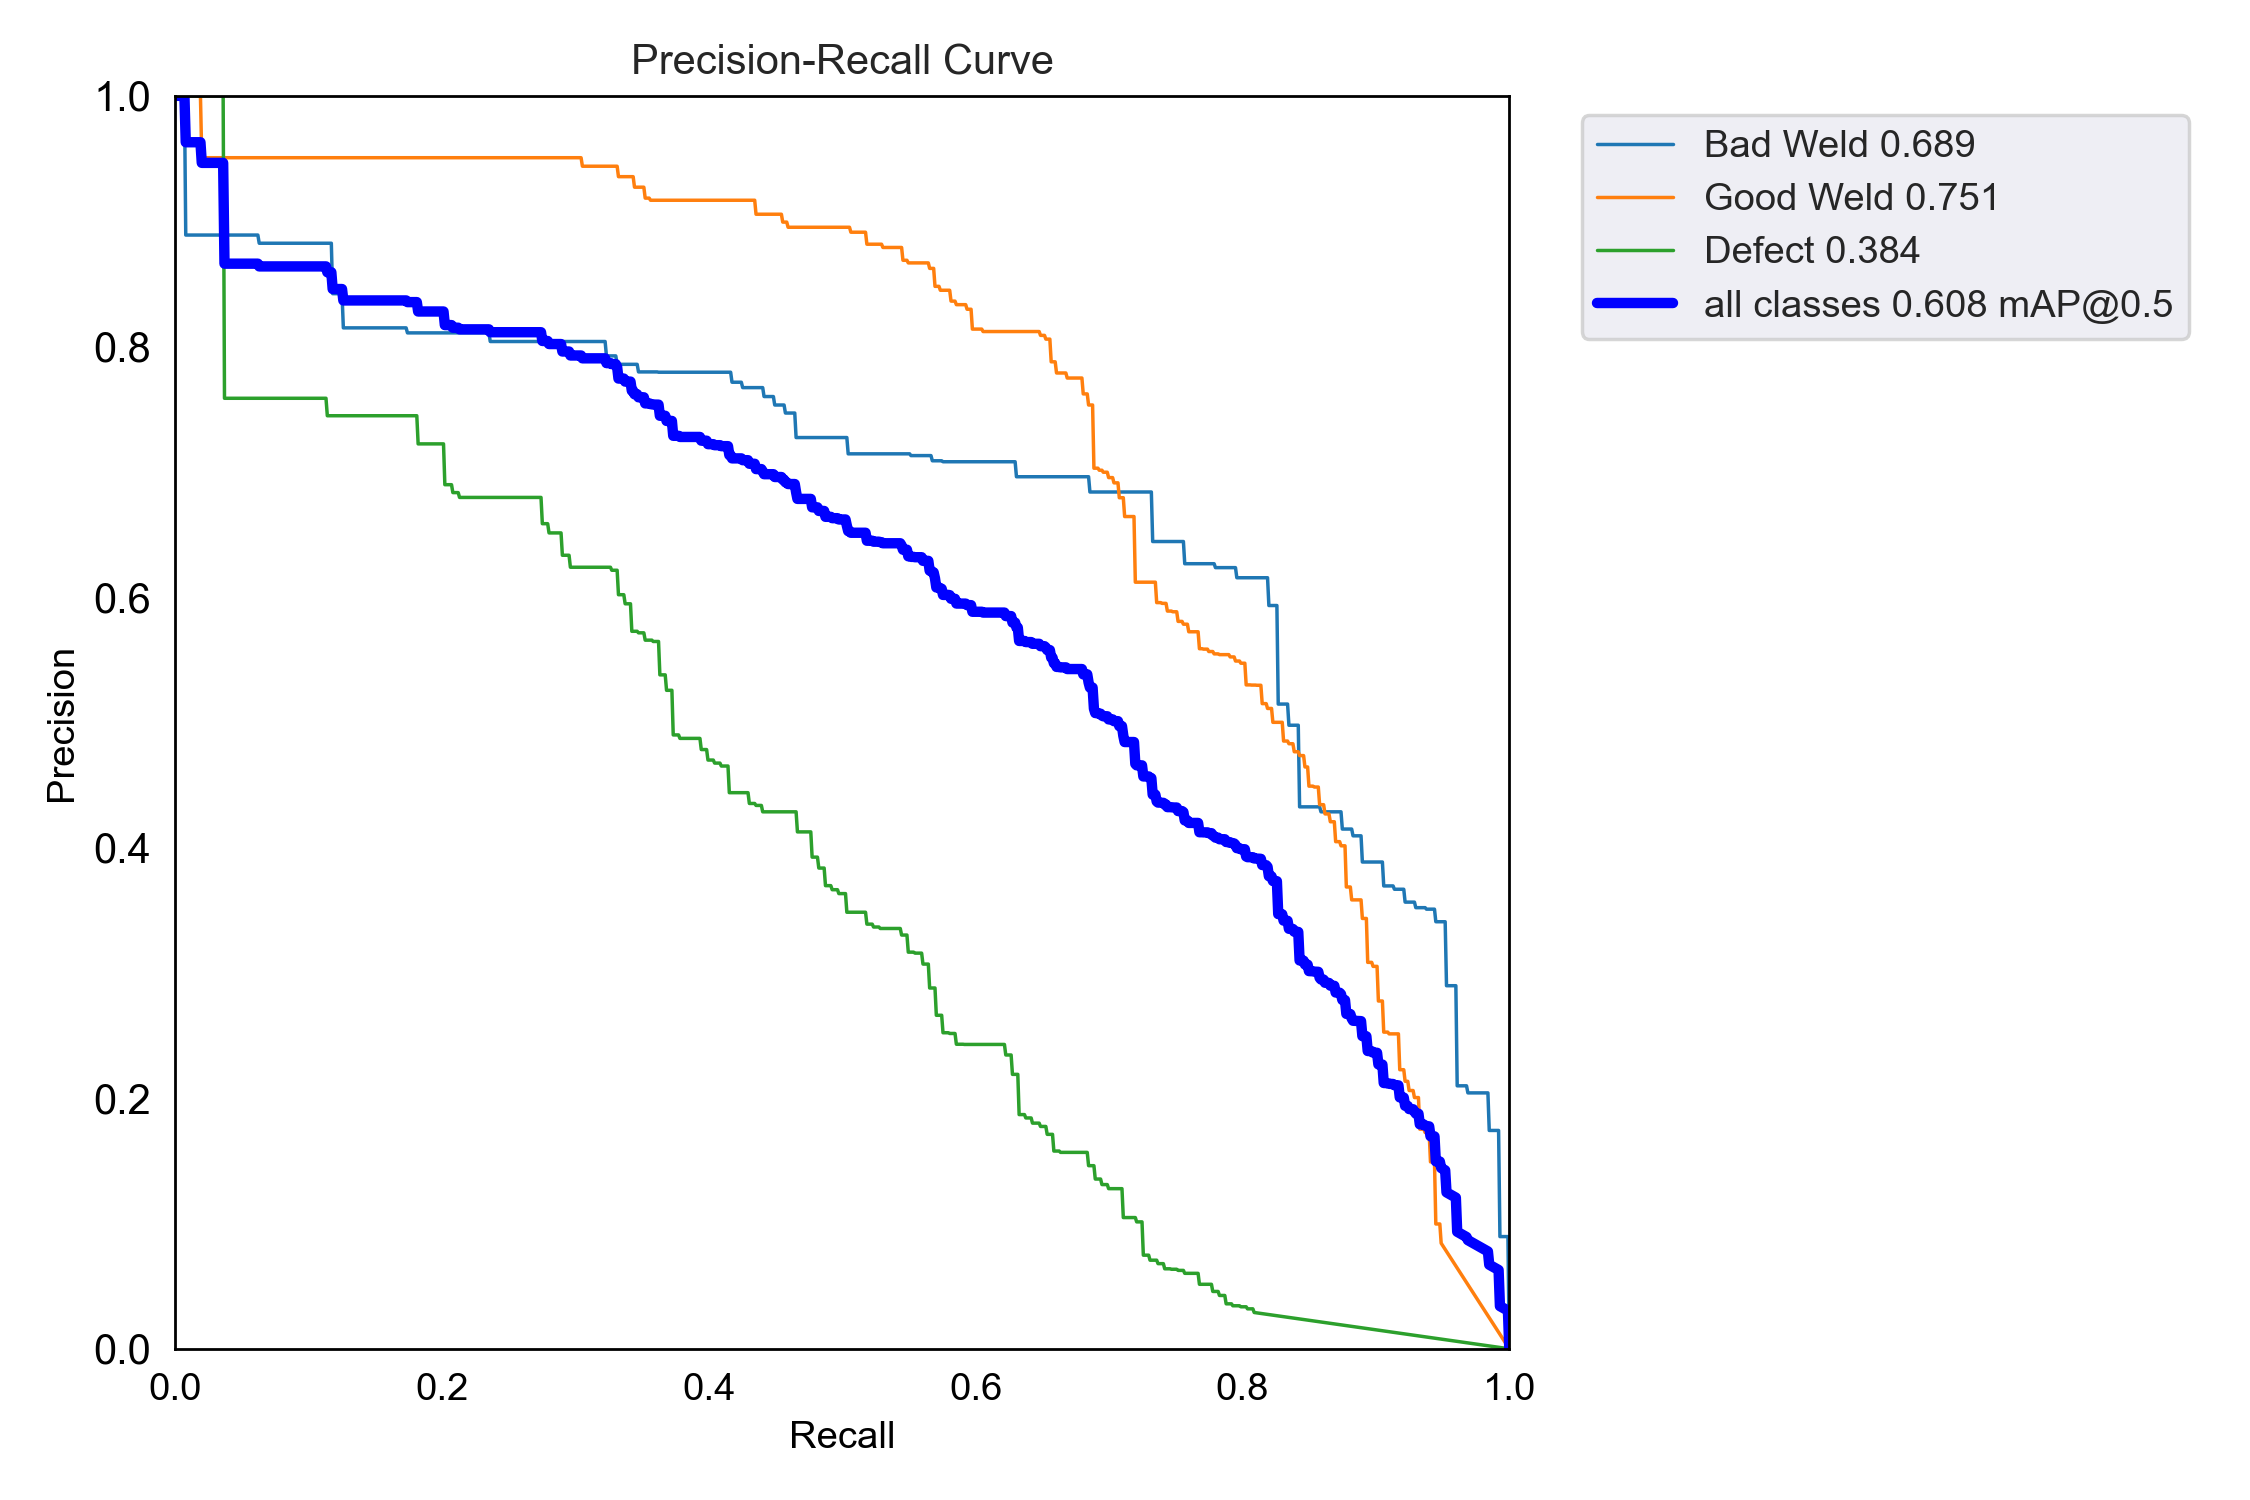 Precision-Recall Curve
1.0
0.8
0.6
0.4
0.2
0.0
Precision
0.0 0.2 0.4 0.6 0.8 1.0
Recall
Bad Weld 0.689
Good Weld 0.751
Defect 0.384
all classes 0.608 mAP@0.5